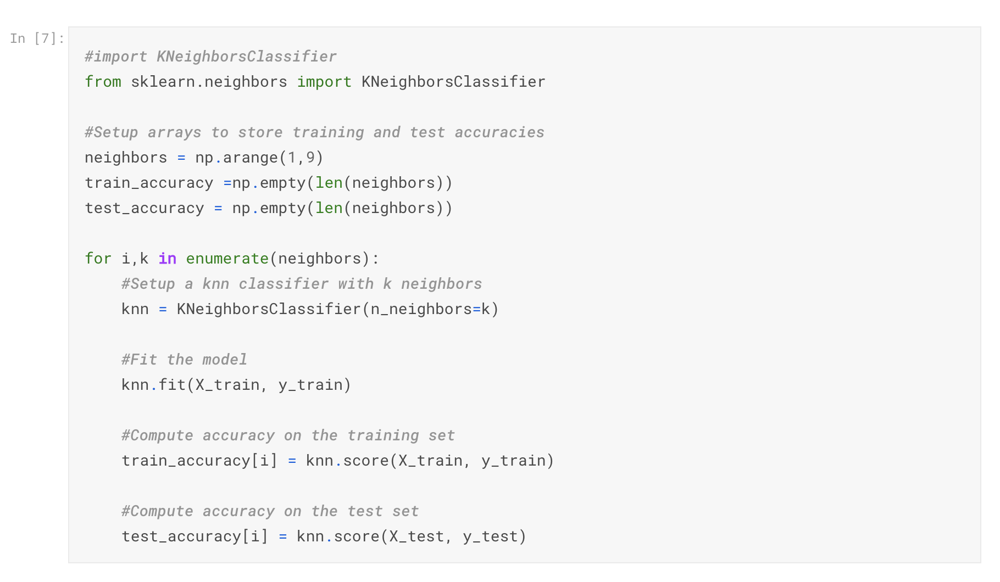 In [7]:
#import KNeighborsClassifier
from sklearn.neighbors import KNeighborsClassifier

#Setup arrays to store training and test accuracies
neighbors = np.arange(1,9)
train_accuracy =np.empty(len(neighbors))
test_accuracy = np.empty(len(neighbors))

for i,k in enumerate(neighbors):
    #Setup a knn classifier with k neighbors
    knn = KNeighborsClassifier(n_neighbors=k)

    #Fit the model
    knn.fit(X_train, y_train)

    #Compute accuracy on the training set
    train_accuracy[i] = knn.score(X_train, y_train)

    #Compute accuracy on the test set
    test_accuracy[i] = knn.score(X_test, y_test)